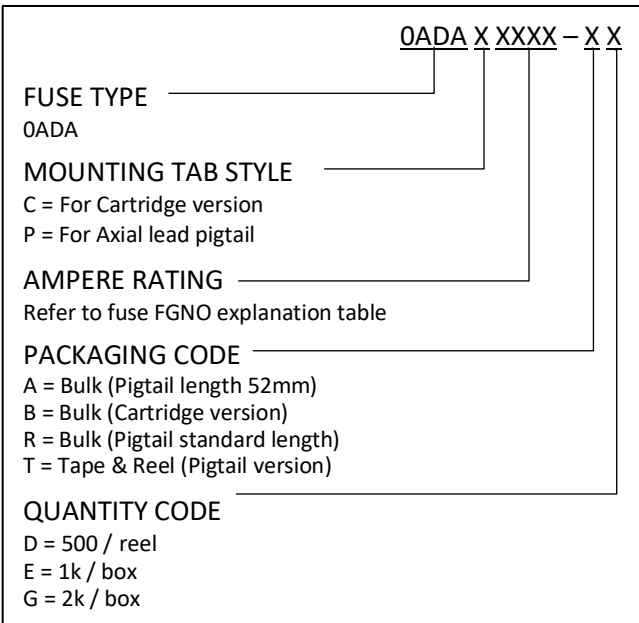 0ADA X XXXX – X X
FUSE TYPE
0ADA
MOUNTING TAB STYLE
C = For Cartridge version
P = For Axial lead pigtail
AMPERE RATING
Refer to fuse FGNO explanation table
PACKAGING CODE
A = Bulk (Pigtail length 52mm)
B = Bulk (Cartridge version)
R = Bulk (Pigtail standard length)
T = Tape & Reel (Pigtail version)
QUANTITY CODE
D = 500 / reel
E = 1k / box
G = 2k / box